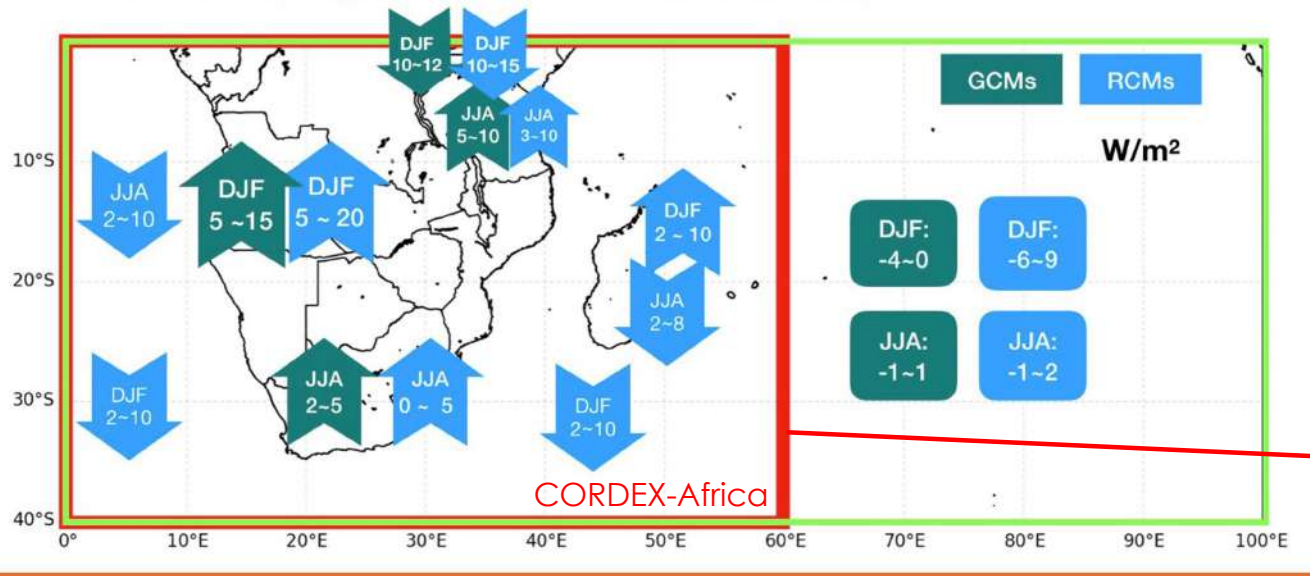 DJF
10~12
DJF
10~15
GCMs
RCMs
JJA
5~10
JJA
3~10
W/m²
10°S
JJA
2~10
DJF
5 ~15
DJF
5 ~ 20
DJF
2 ~ 10
DJF:
-4~0
DJF:
-6~9
20°S
JJA
2~8
JJA:
-1~1
JJA:
-1~2
30°S
DJF
2~10
JJA
2~5
JJA
0 ~ 5
DJF
2~10
CORDEX-Africa
40°S
0° 10°E 20°E 30°E 40°E 50°E 60°E 70°E 80°E 90°E 100°E